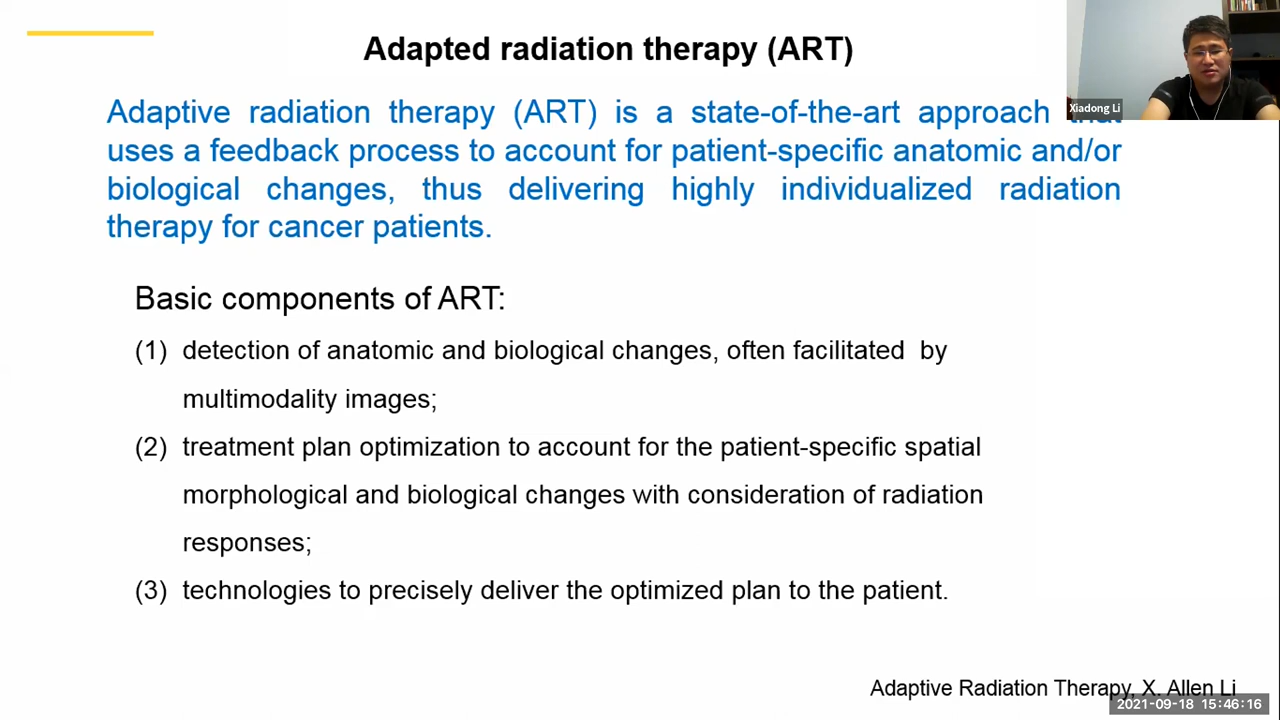 Adapted radiation therapy (ART)
Xiadong Li
Adaptive radiation therapy (ART) is a state-of-the-art approach that
uses a feedback process to account for patient-specific anatomic and/or
biological changes, thus delivering highly individualized radiation
therapy for cancer patients.
Basic components of ART:
(1) detection of anatomic and biological changes, often facilitated by
multimodality images;
(2) treatment plan optimization to account for the patient-specific spatial
morphological and biological changes with consideration of radiation
responses;
(3) technologies to precisely deliver the optimized plan to the patient.
Adaptive Radiation Therapy, X. Allen Li
2021-09-18 15:46:16